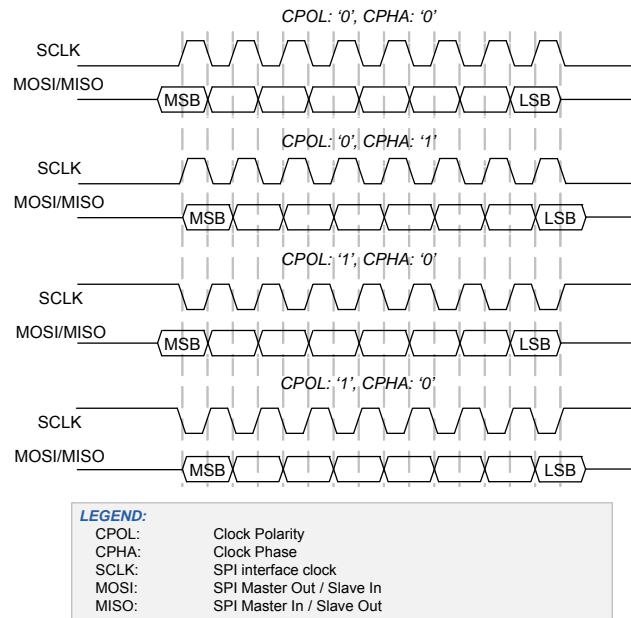 CPOL: ‘0’, CPHA: ‘0’
SCLK
MOSI/MISO
MSB LSB
CPOL: ‘0’, CPHA: ‘1’
SCLK
MOSI/MISO
MSB LSB
CPOL: ‘1’, CPHA: ‘0’
SCLK
MOSI/MISO
MSB LSB
CPOL: ‘1’, CPHA: ‘0’
SCLK
MOSI/MISO
MSB LSB
LEGEND:
CPOL: Clock Polarity
CPHA: Clock Phase
SCLK: SPI interface clock
MOSI: SPI Master Out / Slave In
MISO: SPI Master In / Slave Out